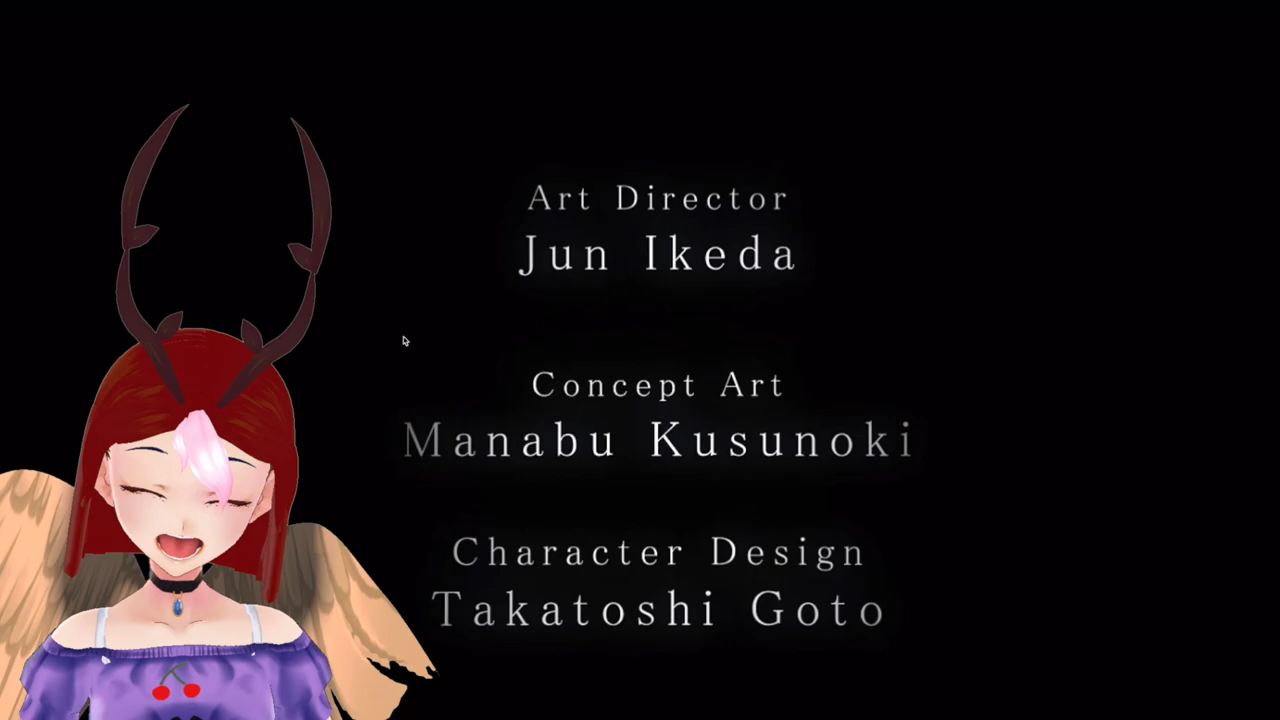 Art Director
Jun Ikeda
Concept Art
Manabu Kusunoki
Character Design
Takatoshi Goto